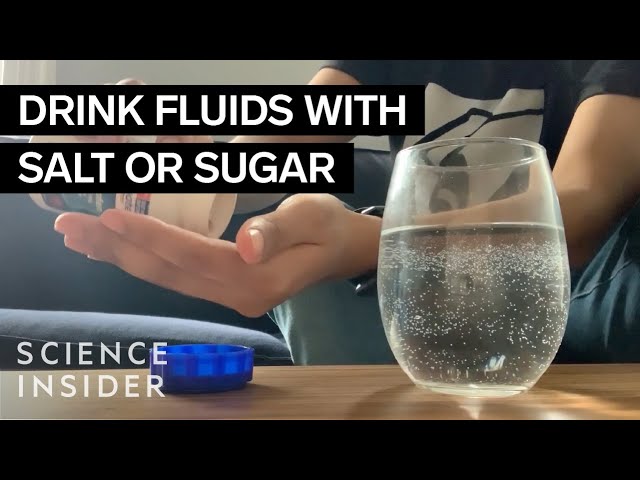 DRINK FLUIDS WITH
SALT OR SUGAR
SCIENCE
INSIDER